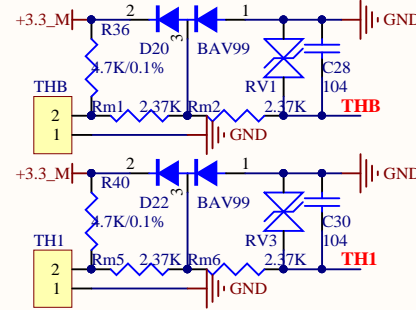 +3.3_M R36 2 1 GND
D20 3 BAV99
THB 4.7K/0.1% RV1 C28 104
2 Rm1 2.37K Rm2 2.37K THB
1 GND
+3.3_M R40 2 1 GND
D22 3 BAV99
TH1 4.7K/0.1% RV3 C30 104
2 Rm5 2.37K Rm6 2.37K TH1
1 GND